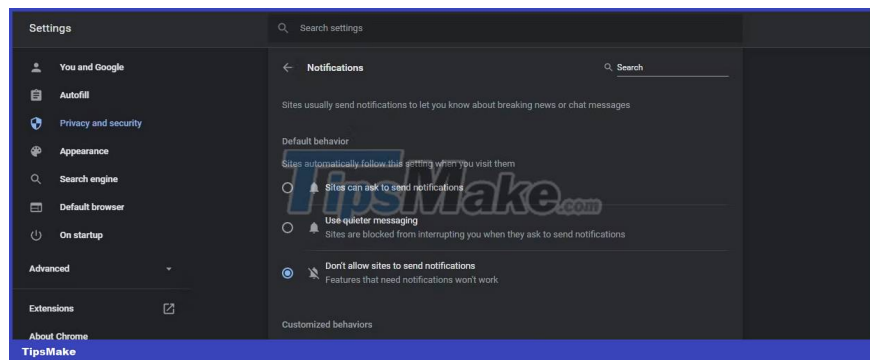 Settings
Search settings
You and Google
Autofill
Privacy and security
Appearance
Search engine
Default browser
On startup
Advanced
Extensions
About Chrome
Notifications
Search
Sites usually send notifications to let you know about breaking news or chat messages
Default behavior
Sites automatically follow this setting when you visit them
Sites can ask to send notifications
Use quieter messaging
Sites are blocked from interrupting you when they ask to send notifications
Don't allow sites to send notifications
Features that need notifications won't work
Customized behaviors
TipsMake.com
TipsMake